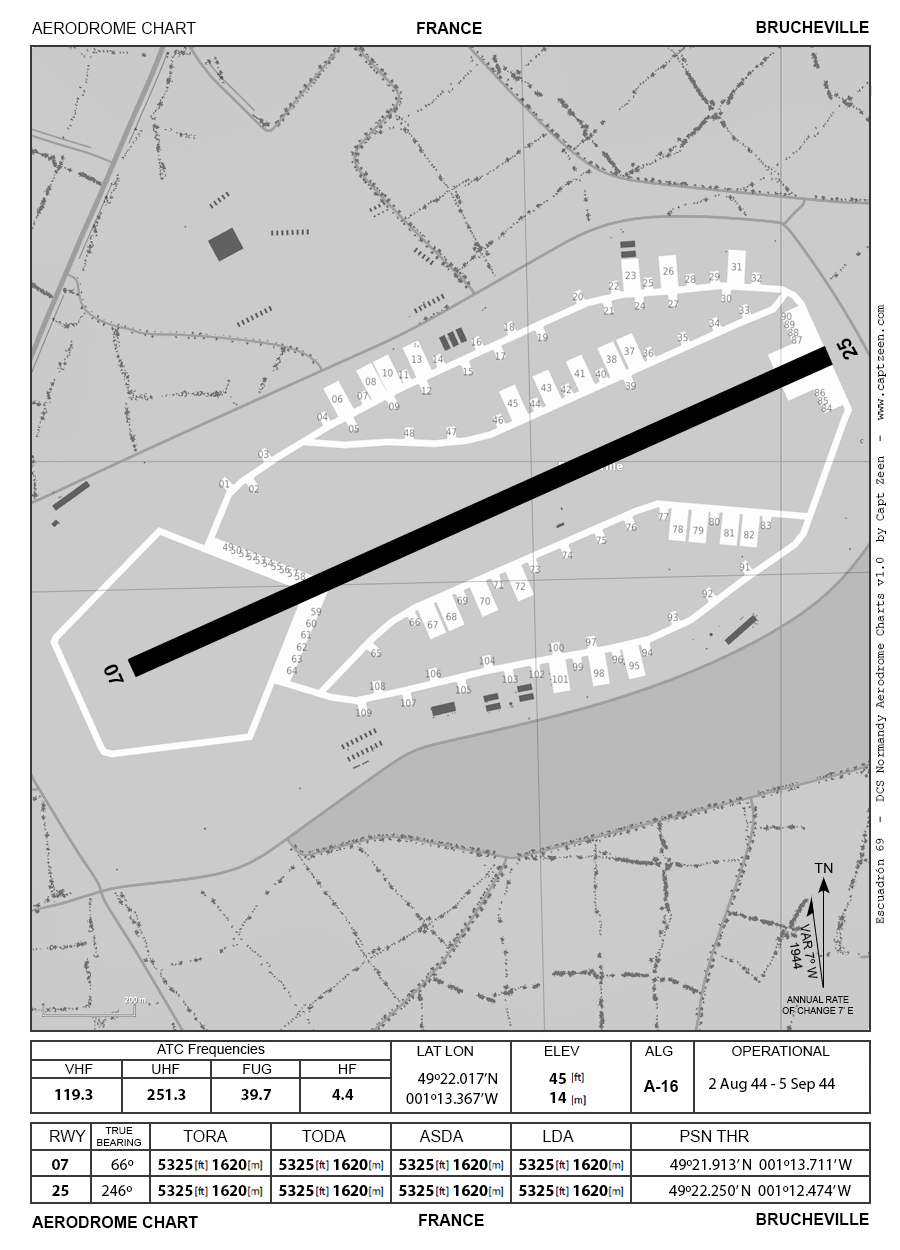 AERODROME CHART FRANCE BRUCHEVILLE
31
26
23 28 29 32
22 25
20 30
24 27
21 33
90
18 34 89
19 35 88
16 87
13 14 17 37 36 25
10 11 15 38
08 41 40 39
06 07 12 43 42 86
09 45 44 85
04 84
05 46
48 47
03
01 02
83
77 80
76 78 79 81 82
75
49 50 51 52 53 54 55 56 57 58
74
73 91
71 72
69 70 92
59 68
60 66 67 93
61
62 65 97 94
63 100 96
64 104 99 95
07 106 103 102 101 98
108 105
107
109
TN
VAR 7º W
1944
ANNUAL RATE
OF CHANGE 7' E
200 m
Escuadrón 69 - DCS Normandy Aerodrome Charts v1.0 by Capt Zeen - www.captzeen.com
ATC Frequencies LAT LON ELEV ALG OPERATIONAL
VHF UHF FUG HF
49º22.017'N 45 [ft] A-16 2 Aug 44 - 5 Sep 44
119.3 251.3 39.7 4.4 001º13.367'W 14 [m]
RWY TRUE BEARING TORA TODA ASDA LDA PSN THR
07 66º 5325[ft] 1620[m] 5325[ft] 1620[m] 5325[ft] 1620[m] 5325[ft] 1620[m] 49º21.913'N 001º13.711'W
25 246º 5325[ft] 1620[m] 5325[ft] 1620[m] 5325[ft] 1620[m] 5325[ft] 1620[m] 49º22.250'N 001º12.474'W
AERODROME CHART FRANCE BRUCHEVILLE